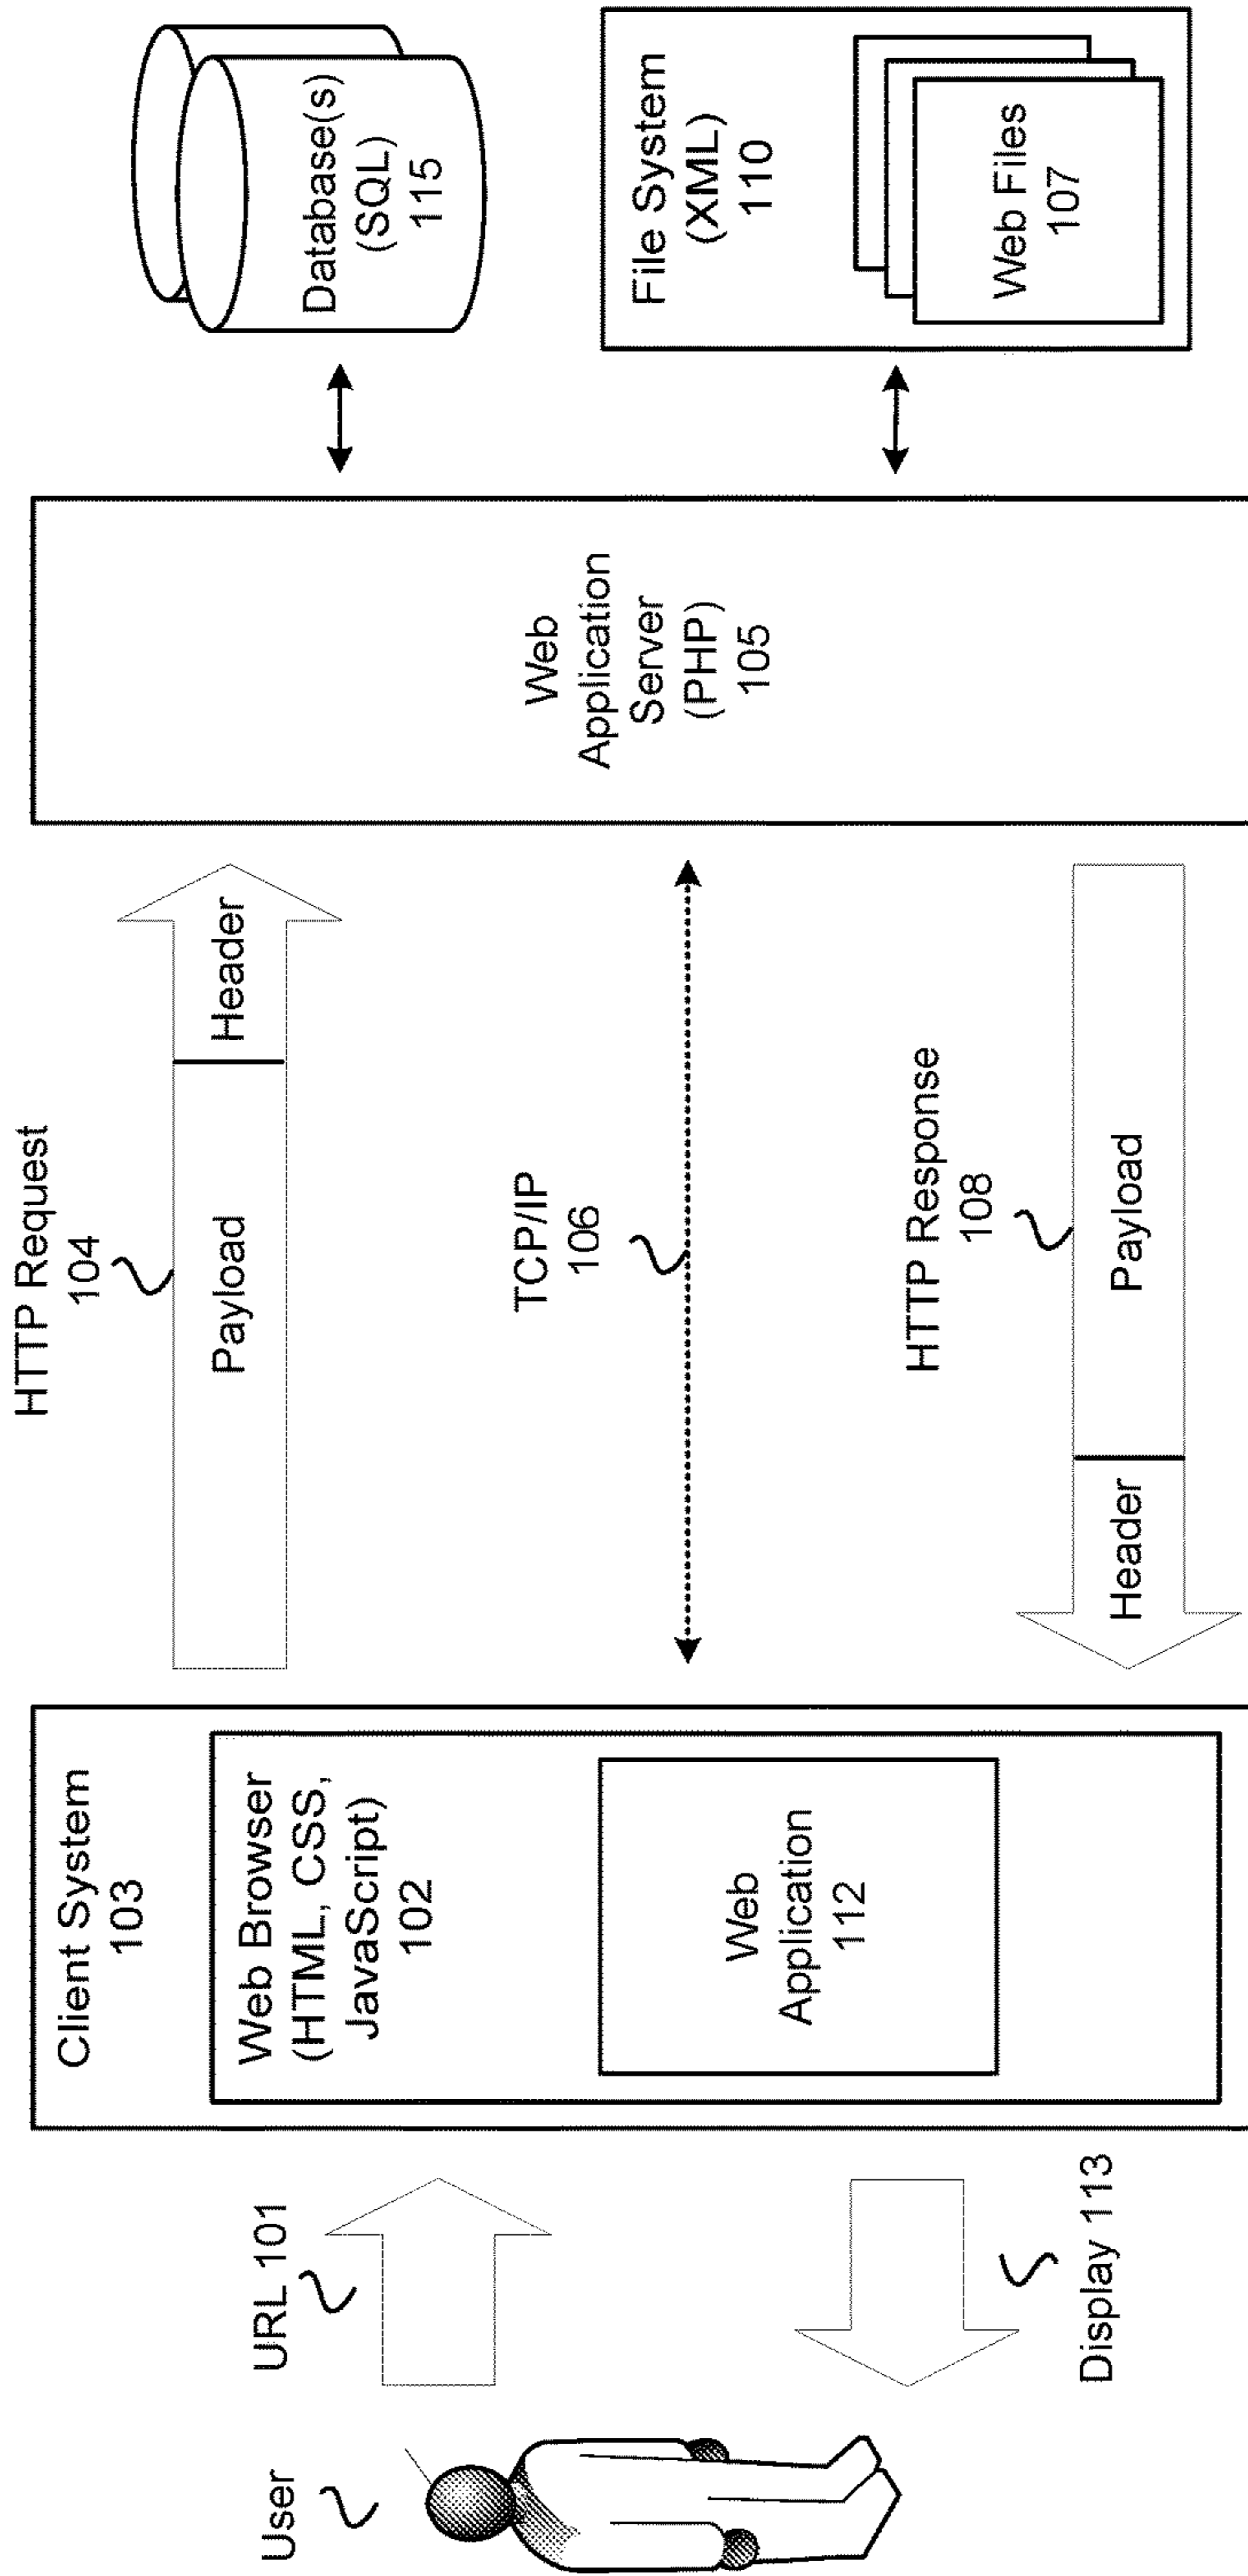 User
URL 101
Display 113
Client System
103
Web Browser
(HTML, CSS,
JavaScript)
102
Web
Application
112
HTTP Request
104
Payload
Header
TCP/IP
106
HTTP Response
108
Header
Payload
Web
Application
Server
(PHP)
105
Database(s)
(SQL)
115
File System
(XML)
110
Web Files
107